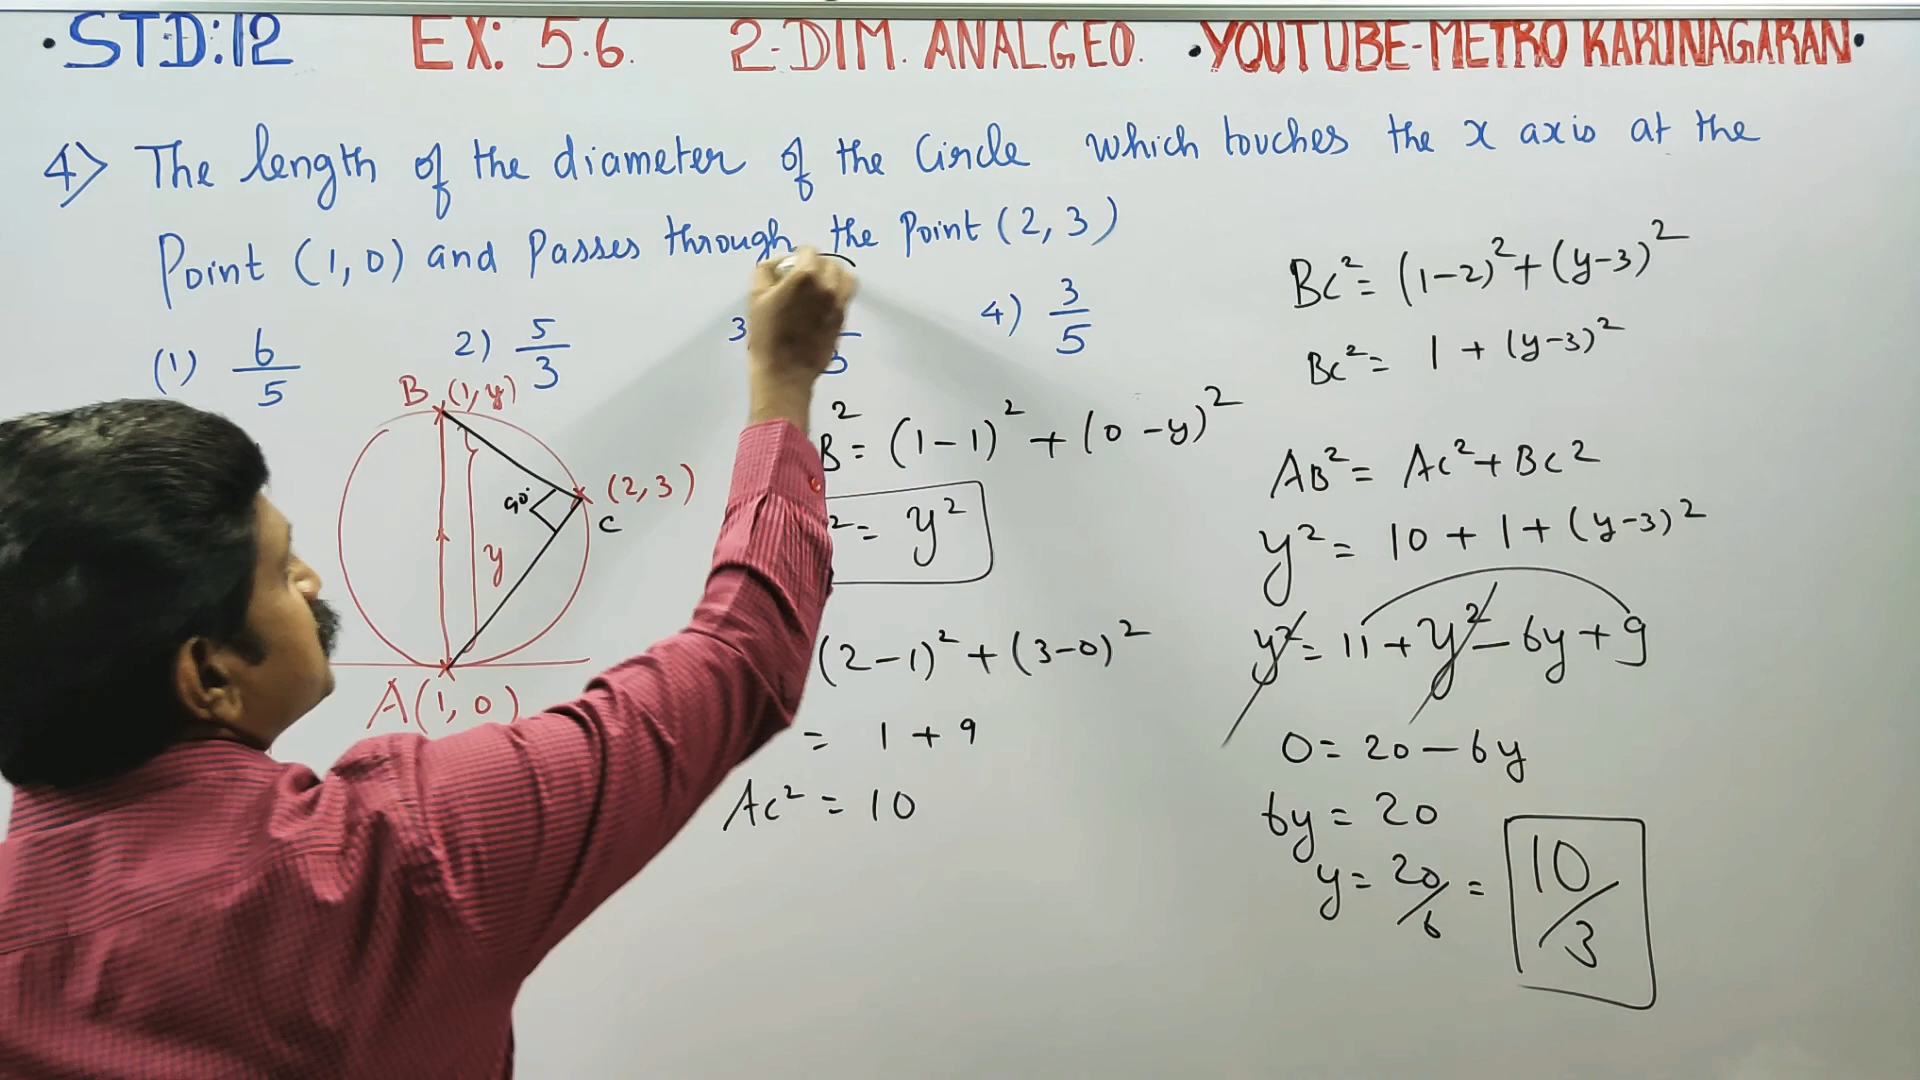 • STD:12 EX: 5.6. 2-DIM. ANALGEO. • YOUTUBE-METRO KARUNAGARAN•
4) The length of the diameter of the Circle which touches the x axis at the
Point (1, 0) and Passes through the Point (2, 3)
(1) 6/5 2) 5/3 3 /3 4) 3/5
B (1, y)
90°
(2, 3)
C
y
A(1, 0)
B² = (1-1)² + (0-y)²
² = y²
(2-1)² + (3-0)²
= 1 + 9
AC² = 10
BC² = (1-2)² + (y-3)²
BC² = 1 + (y-3)²
AB² = AC² + BC²
y² = 10 + 1 + (y-3)²
y² = 11 + y² - 6y + 9
0 = 20 - 6y
6y = 20
y = 20/6 = 10/3